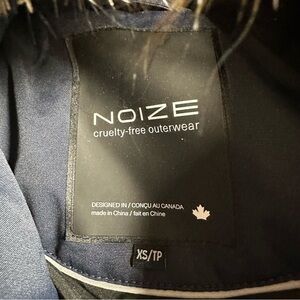 NOIZE
cruelty-free outerwear
DESIGNED IN / CONÇU AU CANADA
made in China / fait en Chine
XS/TP